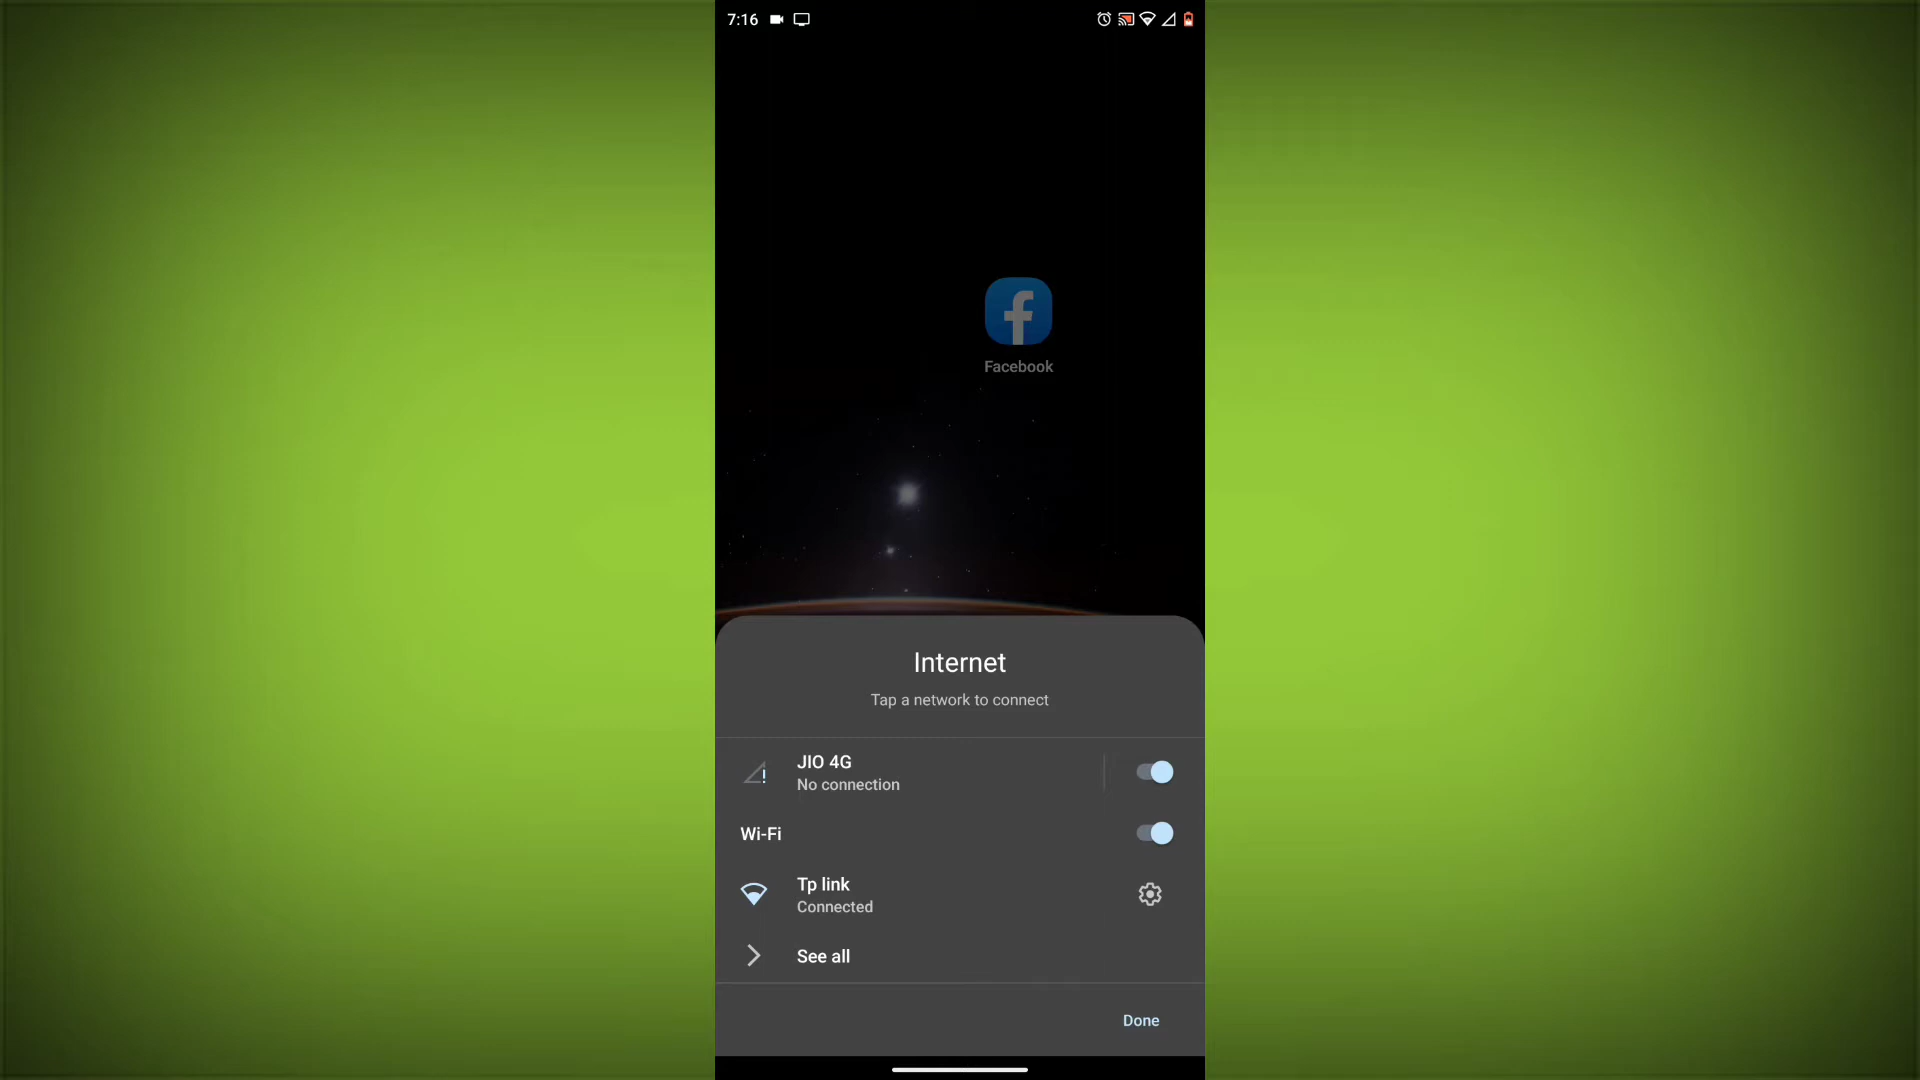 7:16
Facebook
Internet
Tap a network to connect
JIO 4G
No connection
Wi-Fi
Tp link
Connected
See all
Done